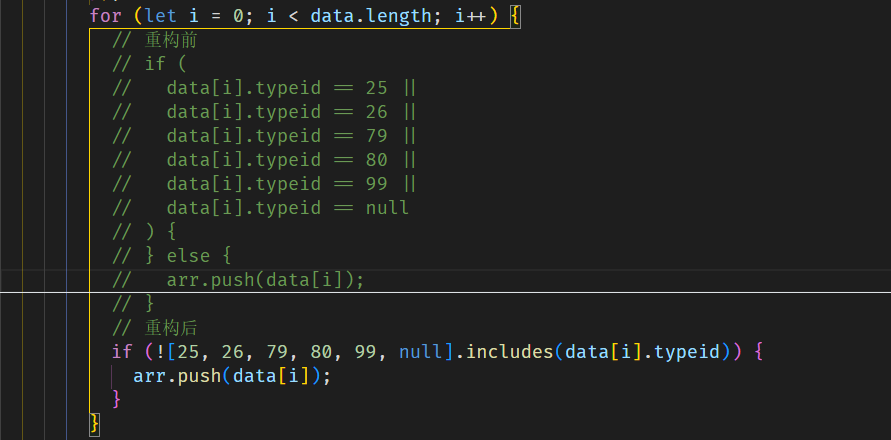 for (let i = 0; i < data.length; i++) {
// 重构前
// if (
//   data[i].typeid == 25 ||
//   data[i].typeid == 26 ||
//   data[i].typeid == 79 ||
//   data[i].typeid == 80 ||
//   data[i].typeid == 99 ||
//   data[i].typeid == null
// ) {
// } else {
//   arr.push(data[i]);
// }
// 重构后
if (![25, 26, 79, 80, 99, null].includes(data[i].typeid)) {
arr.push(data[i]);
}
}